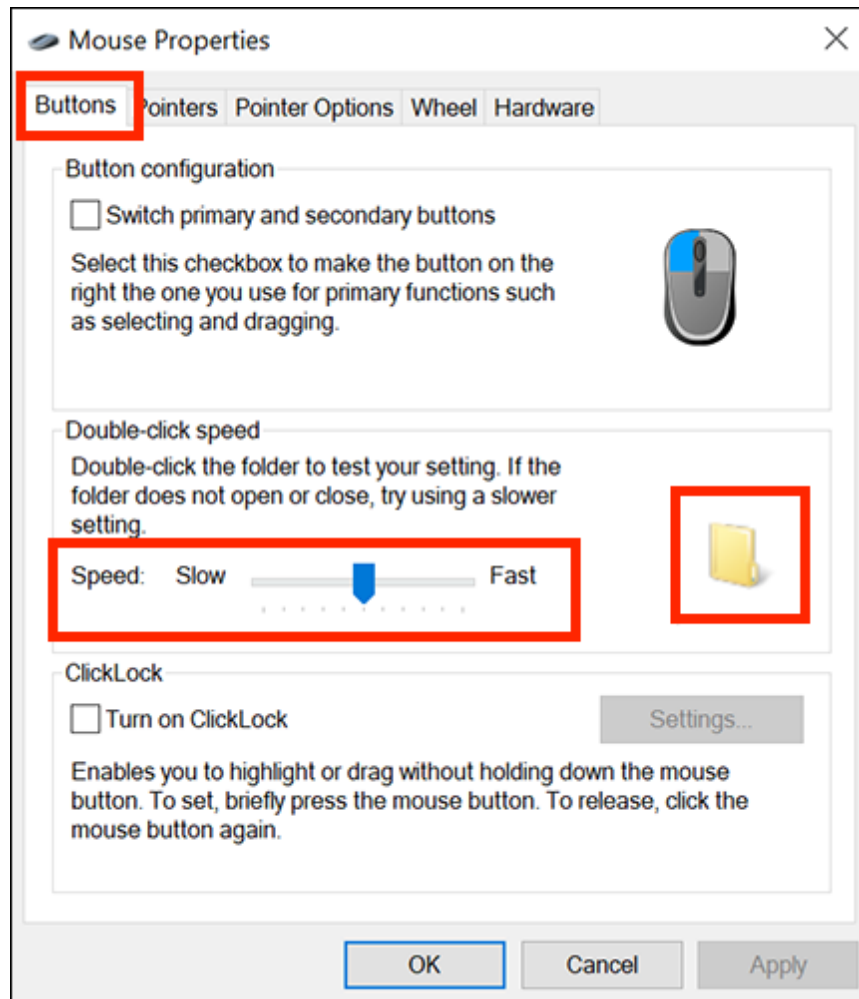 Mouse Properties
Buttons Pointers Pointer Options Wheel Hardware
Button configuration
Switch primary and secondary buttons
Select this checkbox to make the button on the
right the one you use for primary functions such
as selecting and dragging.
Double-click speed
Double-click the folder to test your setting. If the
folder does not open or close, try using a slower
setting.
Speed: Slow Fast
ClickLock
Turn on ClickLock Settings...
Enables you to highlight or drag without holding down the mouse
button. To set, briefly press the mouse button. To release, click the
mouse button again.
OK Cancel Apply